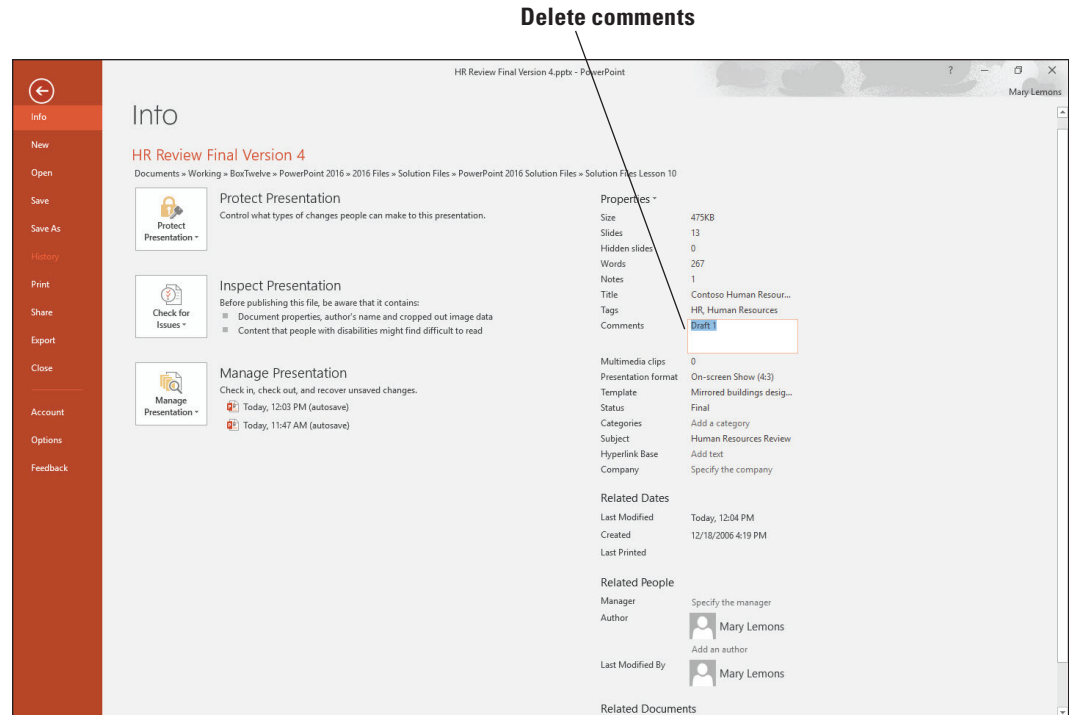 Delete comments
HR Review Final Version 4.pptx - PowerPoint
?
Mary Lemons
Info
New
Open
Save
Save As
History
Print
Share
Export
Close
Account
Options
Feedback
Info
HR Review Final Version 4
Documents » Working » BoxTwelve » PowerPoint 2016 » 2016 Files » Solution Files » PowerPoint 2016 Solution Files » Solution Files Lesson 10
Protect
Presentation
Protect Presentation
Control what types of changes people can make to this presentation.
Check for
Issues
Inspect Presentation
Before publishing this file, be aware that it contains:
Document properties, author's name and cropped out image data
Content that people with disabilities might find difficult to read
Manage
Presentation
Manage Presentation
Check in, check out, and recover unsaved changes.
Today, 12:03 PM (autosave)
Today, 11:47 AM (autosave)
Properties
Size 475KB
Slides 13
Hidden slides 0
Words 267
Notes 1
Title Contoso Human Resour...
Tags HR, Human Resources
Comments Draft 1
Multimedia clips 0
Presentation format On-screen Show (4:3)
Template Mirrored buildings desig...
Status Final
Categories Add a category
Subject Human Resources Review
Hyperlink Base Add text
Company Specify the company
Related Dates
Last Modified Today, 12:04 PM
Created 12/18/2006 4:19 PM
Last Printed
Related People
Manager Specify the manager
Author Mary Lemons
Add an author
Last Modified By Mary Lemons
Related Documents